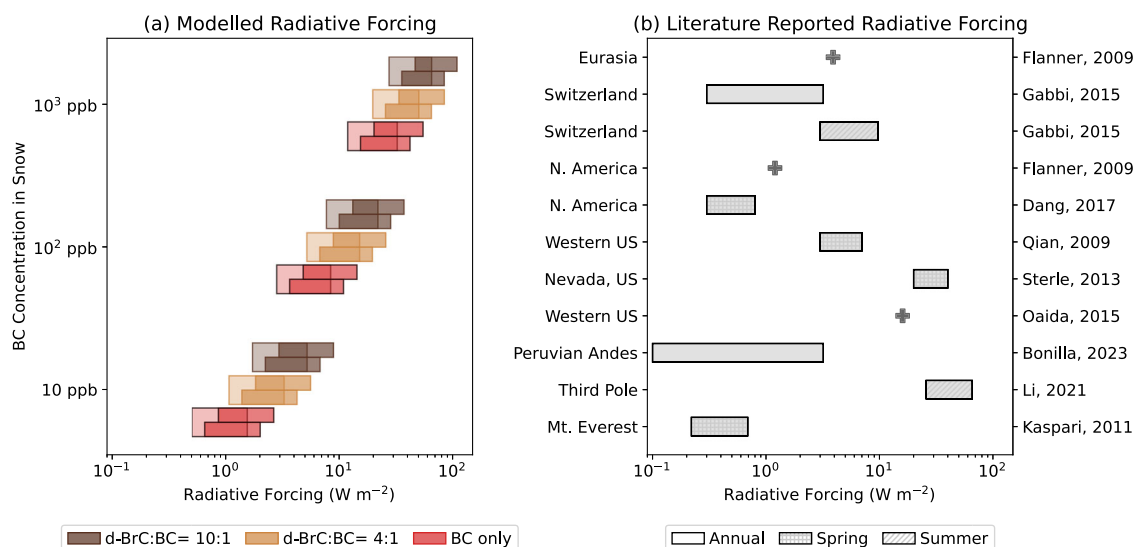 (a) Modelled Radiative Forcing
BC Concentration in Snow
10³ ppb
10² ppb
10 ppb
10⁻¹ 10⁰ 10¹ 10²
Radiative Forcing (W m⁻²)
d-BrC:BC= 10:1 d-BrC:BC= 4:1 BC only
(b) Literature Reported Radiative Forcing
Eurasia Flanner, 2009
Switzerland Gabbi, 2015
Switzerland Gabbi, 2015
N. America Flanner, 2009
N. America Dang, 2017
Western US Qian, 2009
Nevada, US Sterle, 2013
Western US Oaida, 2015
Peruvian Andes Bonilla, 2023
Third Pole Li, 2021
Mt. Everest Kaspari, 2011
10⁻¹ 10⁰ 10¹ 10²
Radiative Forcing (W m⁻²)
Annual Spring Summer